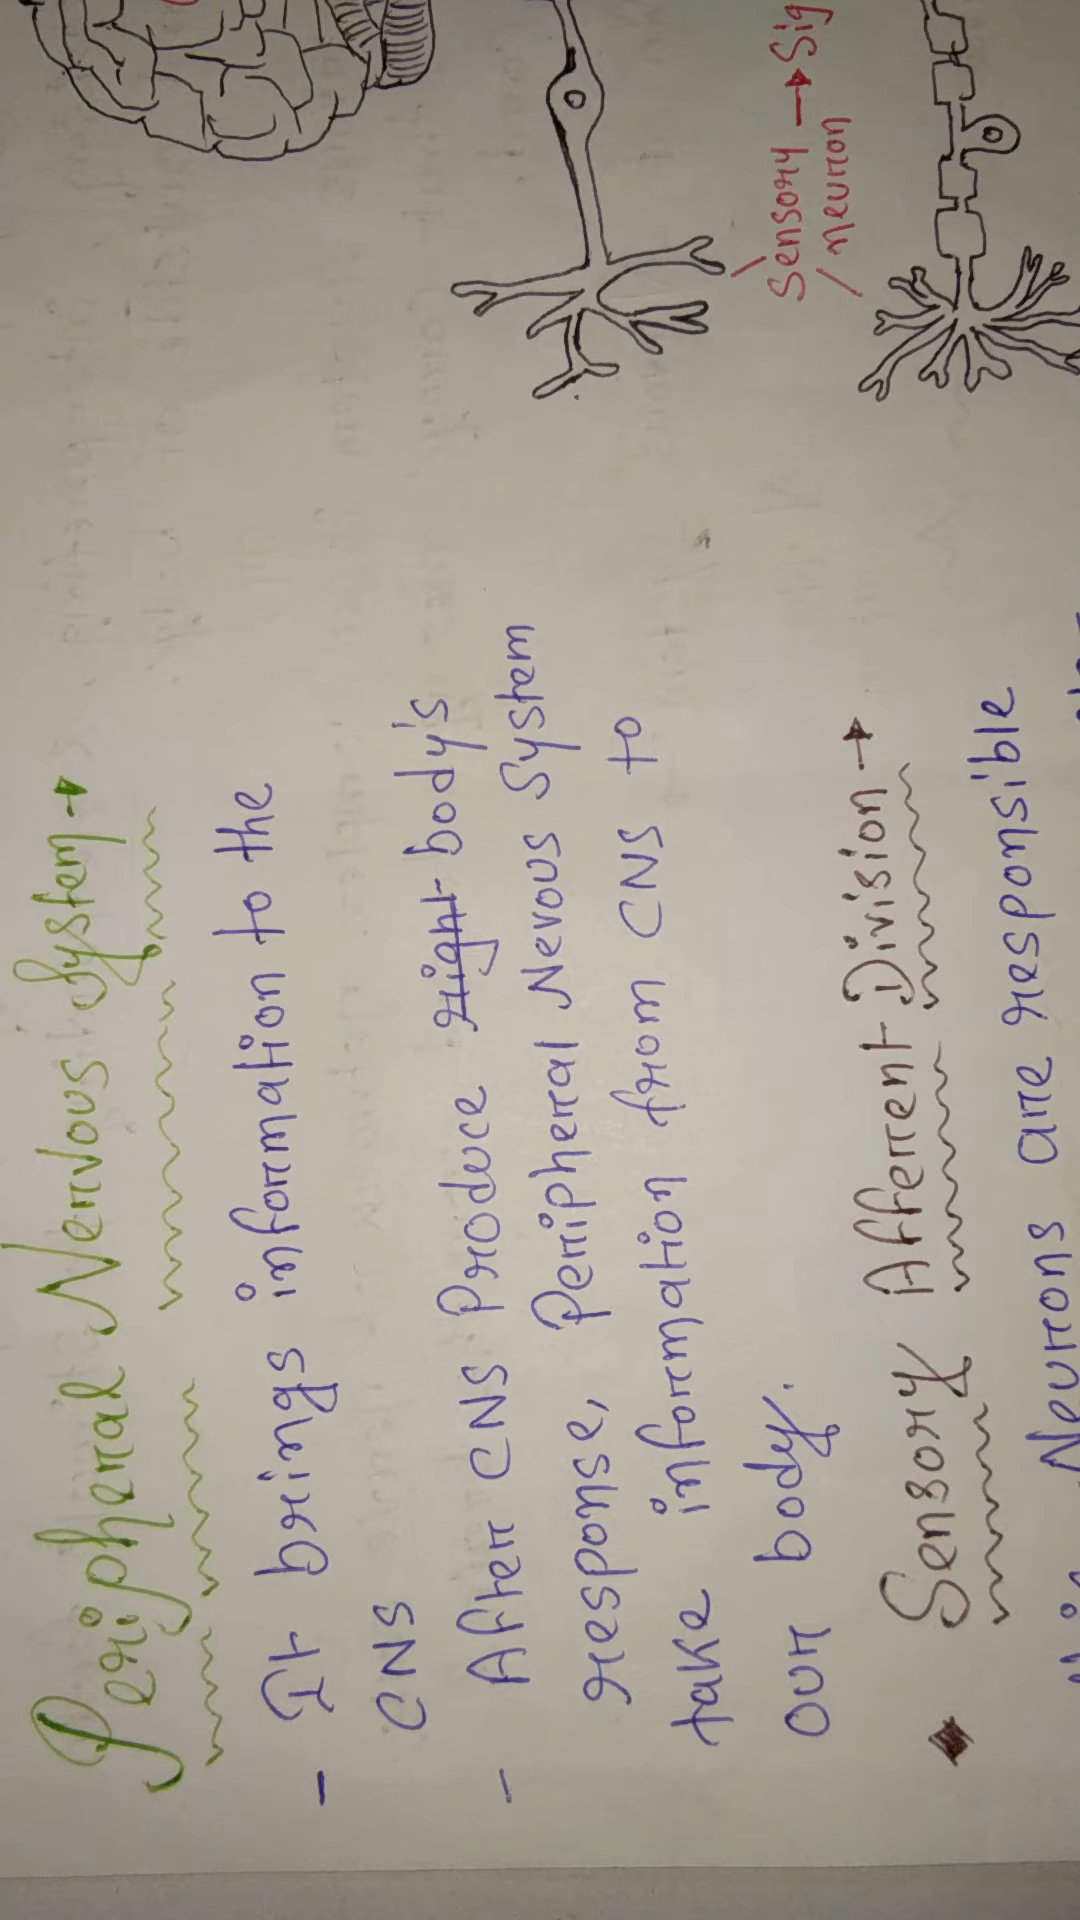 Peripheral Nervous System →
- It brings information to the
CNS
- After CNS Produce right body's
response, Peripheral Nevous System
take information from CNS to
our body.
◆ Sensory Afferent Division →
Neurons are responsible
Sensory → Sig
neuron